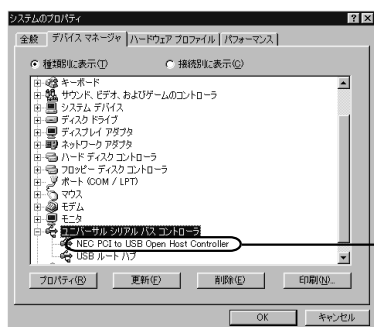 システムのプロパティ
全般 デバイス マネージャ ハードウェア プロファイル パフォーマンス
種類別に表示(T) 接続別に表示(C)
キーボード
サウンド、ビデオ、およびゲームのコントローラ
システム デバイス
ディスク ドライブ
ディスプレイ アダプタ
ネットワーク アダプタ
ハード ディスク コントローラ
フロッピー ディスク コントローラ
ポート (COM / LPT)
マウス
モデム
モニタ
ユニバーサル シリアル バス コントローラ
NEC PCI to USB Open Host Controller
USB ルート ハブ
プロパティ(R) 更新(F) 削除(E) 印刷(N)...
OK キャンセル